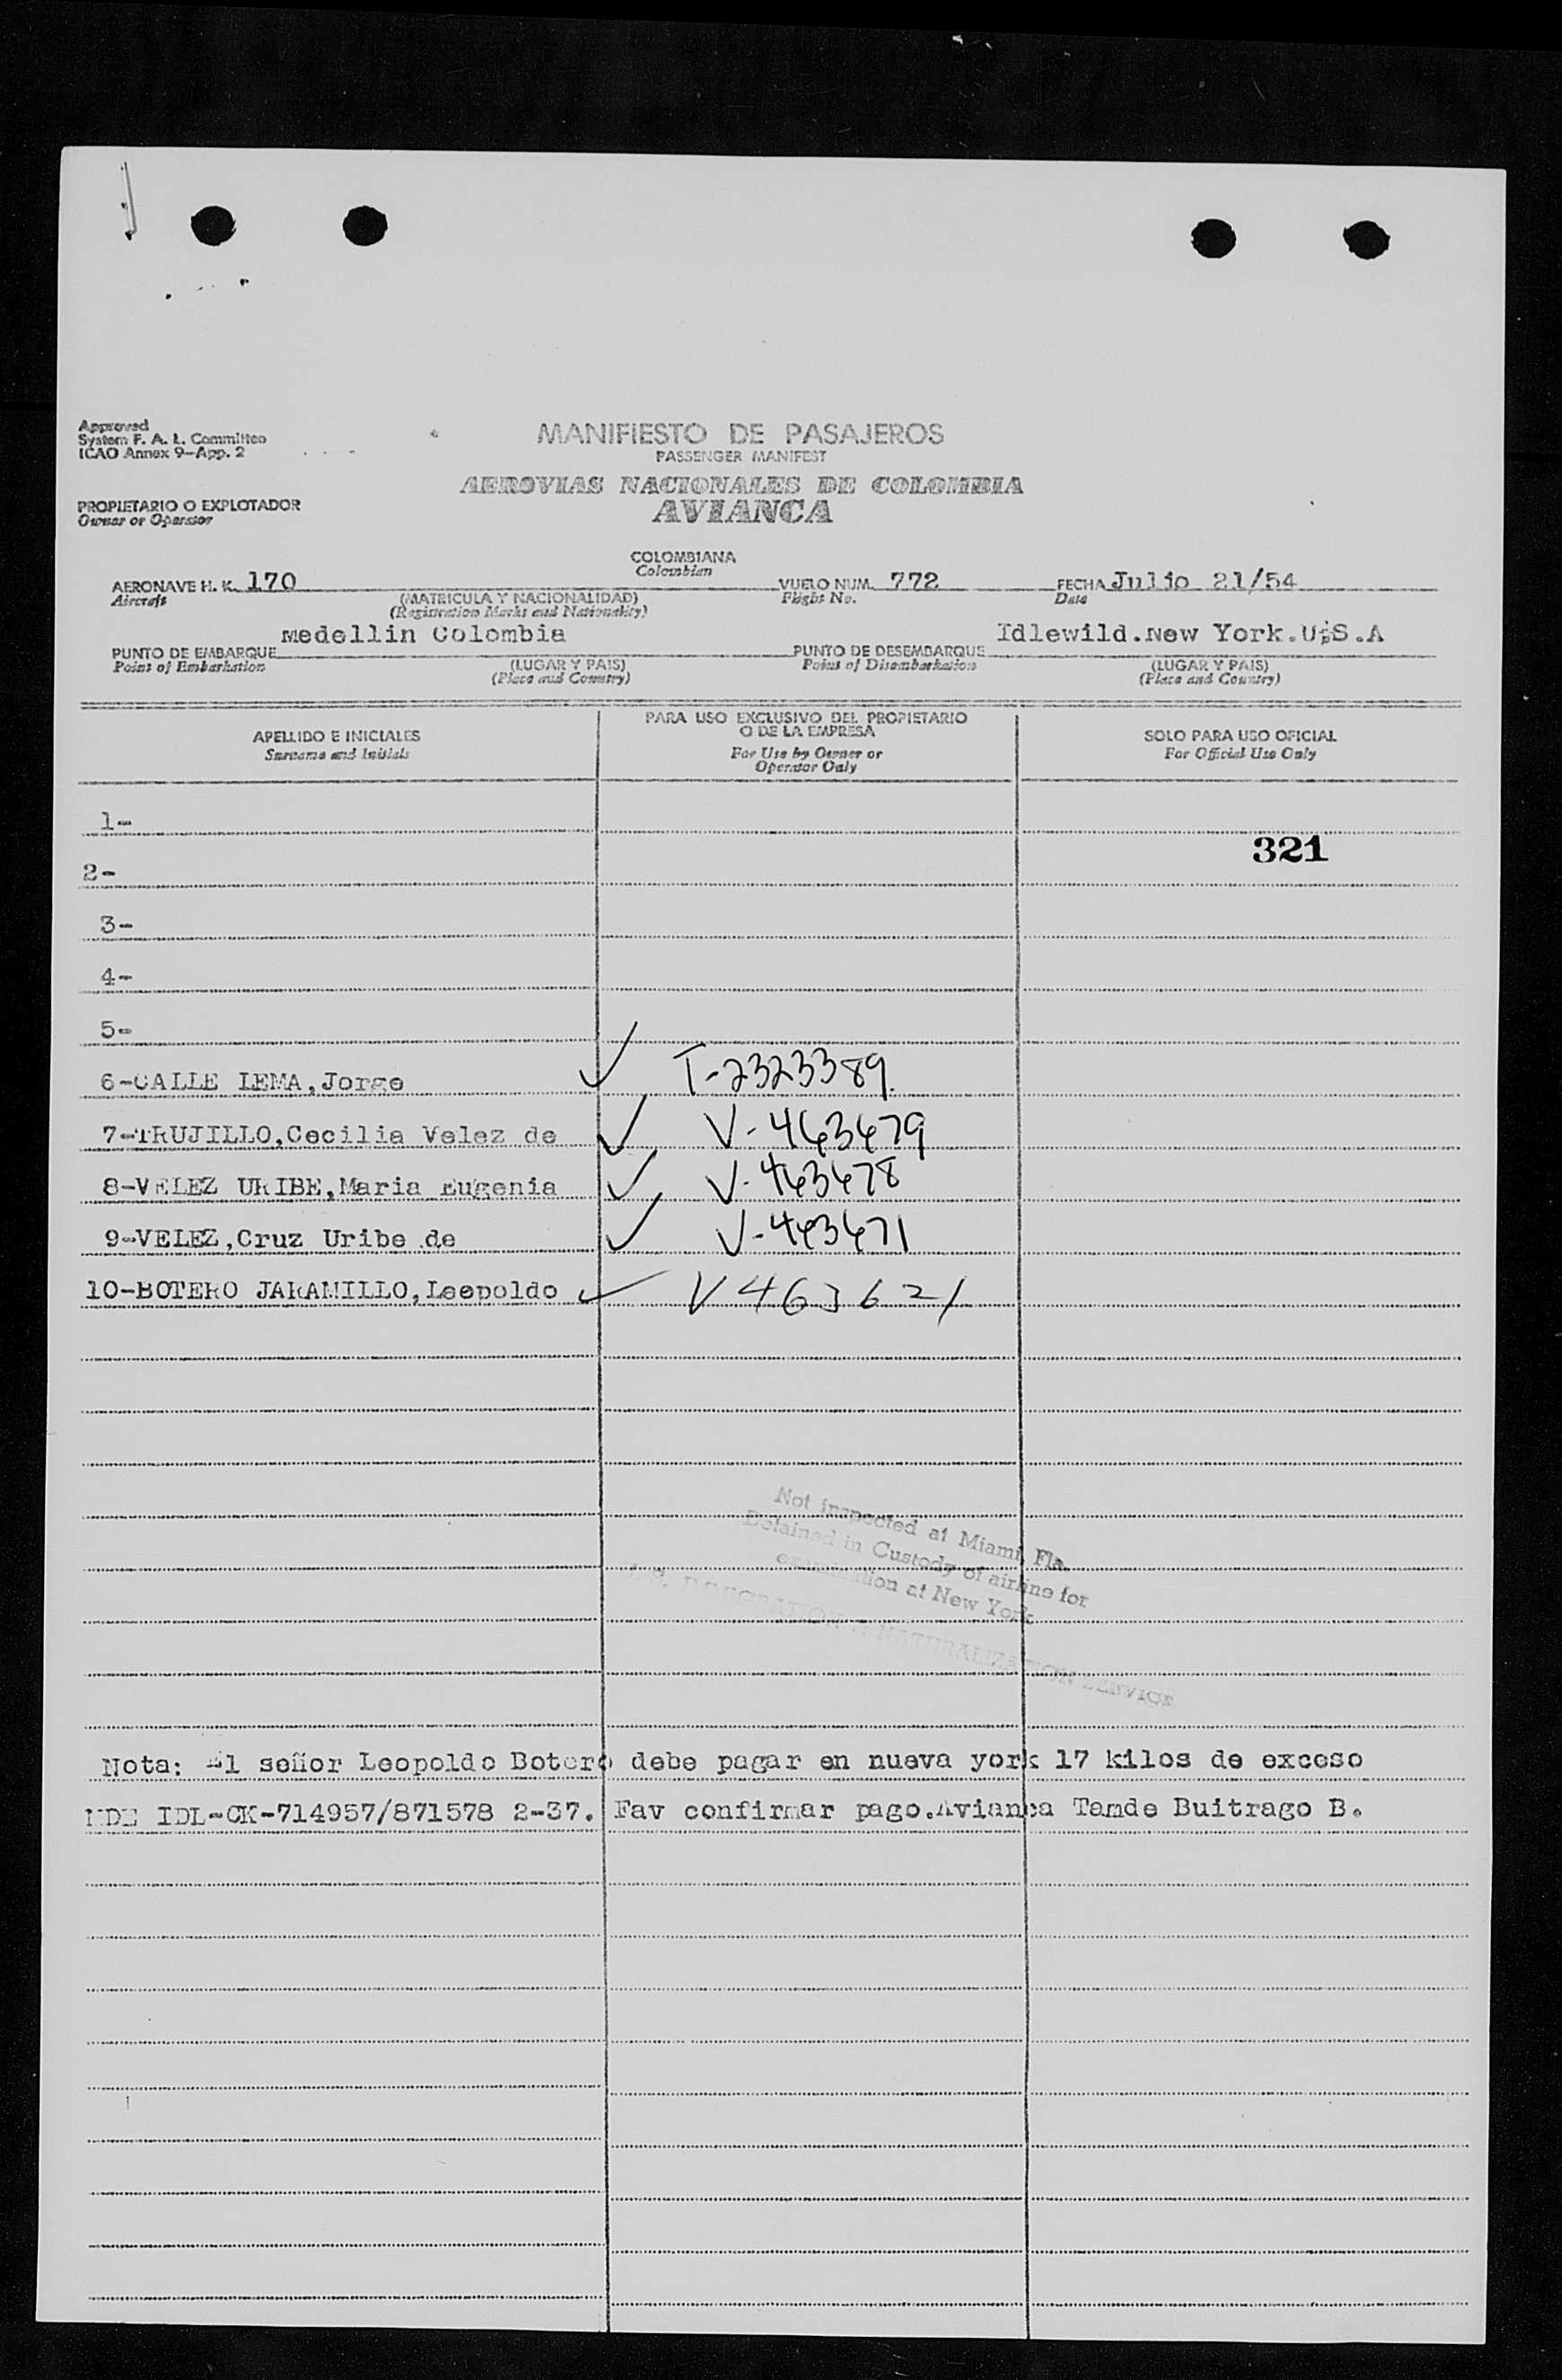 Approved
System F. A. L. Committee
ICAO Annex 9—App. 2
MANIFIESTO DE PASAJEROS
PASSENGER MANIFEST
AEROVIAS NACIONALES DE COLOMBIA
AVIANCA
PROPIETARIO O EXPLOTADOR
Owner or Operator
COLOMBIANA
Colombian
AERONAVE H. K. 170 VUELO NUM. 772 FECHA Julio 21/54
Aircraft (MATRICULA Y NACIONALIDAD) Flight No. Date
(Registration Marks and Nationality)
Medellin Colombia Idlewild.New York.U.S.A
PUNTO DE EMBARQUE PUNTO DE DESEMBARQUE
Point of Embarkation (LUGAR Y PAIS) Point of Disembarkation (LUGAR Y PAIS)
(Place and Country) (Place and Country)
APELLIDO E INICIALES
Surname and Initials
PARA USO EXCLUSIVO DEL PROPIETARIO
O DE LA EMPRESA
For Use by Owner or
Operator Only
SOLO PARA USO OFICIAL
For Official Use Only
1-
321
2-
3-
4-
5-
6-CALLE LEMA,Jorge ✓ T-2323389
7-TRUJILLO,Cecilia Velez de ✓ V-463479
8-VELEZ URIBE,Maria Eugenia ✓ V-463478
9-VELEZ,Cruz Uribe de ✓ V-463471
10-BOTERO JARAMILLO,Leopoldo ✓ V463621
Not inspected at Miami, Fla.
Detained in Custody of airline for
examination at New York
U. S. IMMIGRATION & NATURALIZATION SERVICE
Nota: El señor Leopoldo Botero debe pagar en nueva york 17 kilos de exceso
MDE IDL-CK-714957/871578 2-37. Fav confirmar pago.Avianca Tamde Buitrago B.